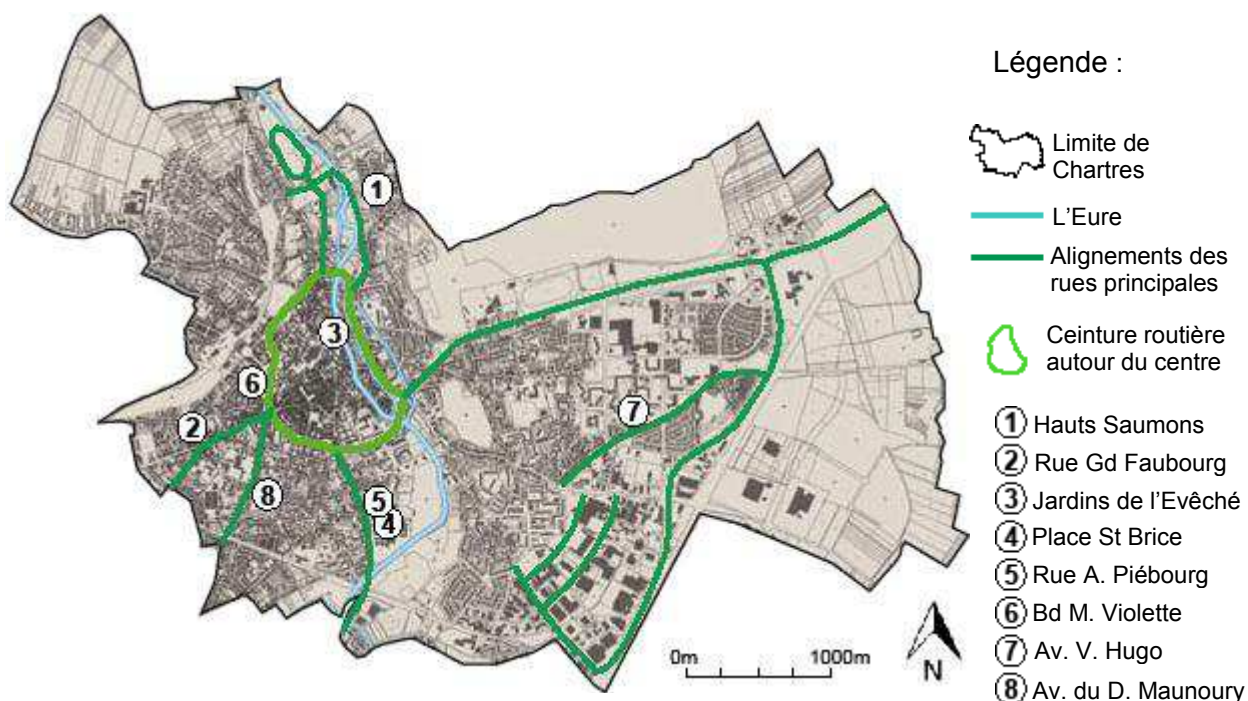 Légende :
Limite de
Chartres
L'Eure
Alignements des
rues principales
Ceinture routière
autour du centre
1 Hauts Saumons
2 Rue Gd Faubourg
3 Jardins de l'Evêché
4 Place St Brice
5 Rue A. Piébourg
6 Bd M. Violette
7 Av. V. Hugo
8 Av. du D. Maunoury
1
3
6
2
7
8
5
4
0m 1000m
N